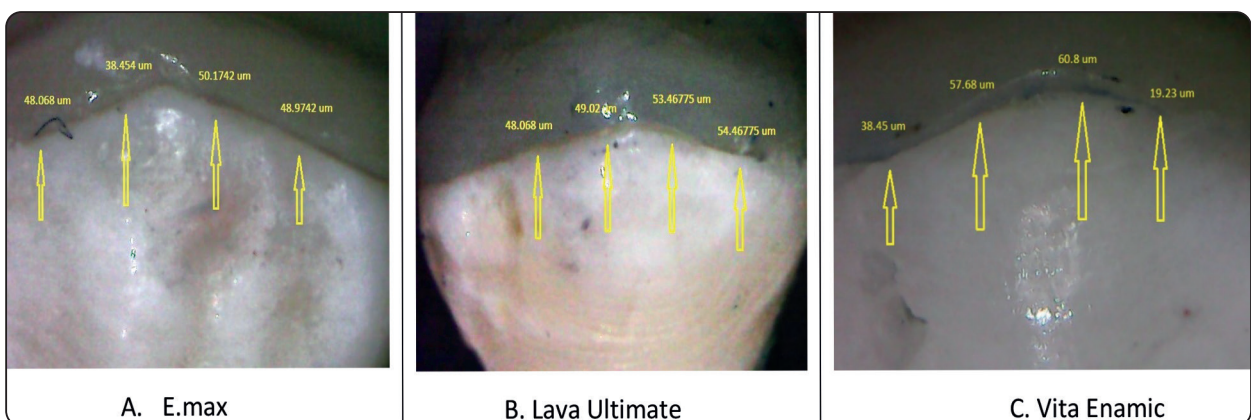 48.068 um
38.454 um
50.1742 um
48.9742 um
A. E.max
48.068 um
49.02 um
53.46775 um
54.46775 um
B. Lava Ultimate
38.45 um
57.68 um
60.8 um
19.23 um
C. Vita Enamic